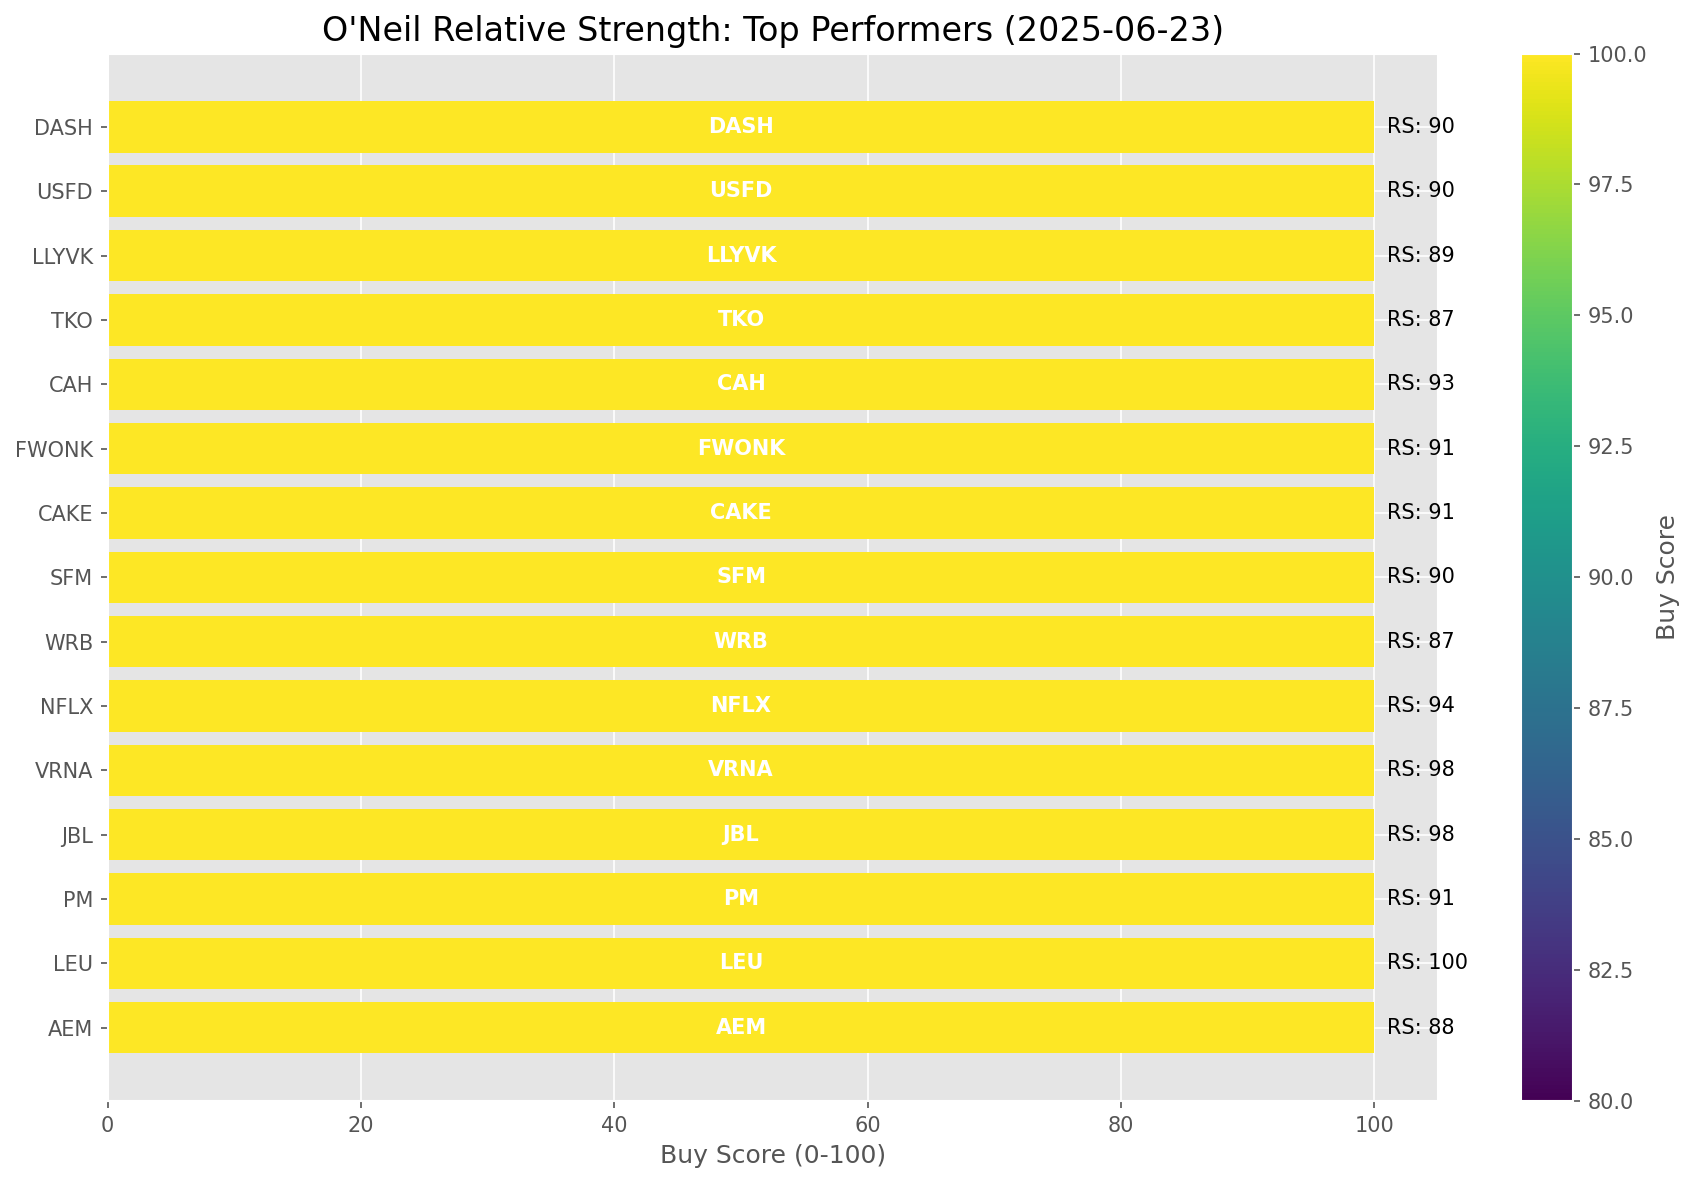 O'Neil Relative Strength: Top Performers (2025-06-23)
DASH DASH RS: 90
USFD USFD RS: 90
LLYVK LLYVK RS: 89
TKO TKO RS: 87
CAH CAH RS: 93
FWONK FWONK RS: 91
CAKE CAKE RS: 91
SFM SFM RS: 90
WRB WRB RS: 87
NFLX NFLX RS: 94
VRNA VRNA RS: 98
JBL JBL RS: 98
PM PM RS: 91
LEU LEU RS: 100
AEM AEM RS: 88
0 20 40 60 80 100
Buy Score (0-100)
100.0
97.5
95.0
92.5
90.0
87.5
85.0
82.5
80.0
Buy Score